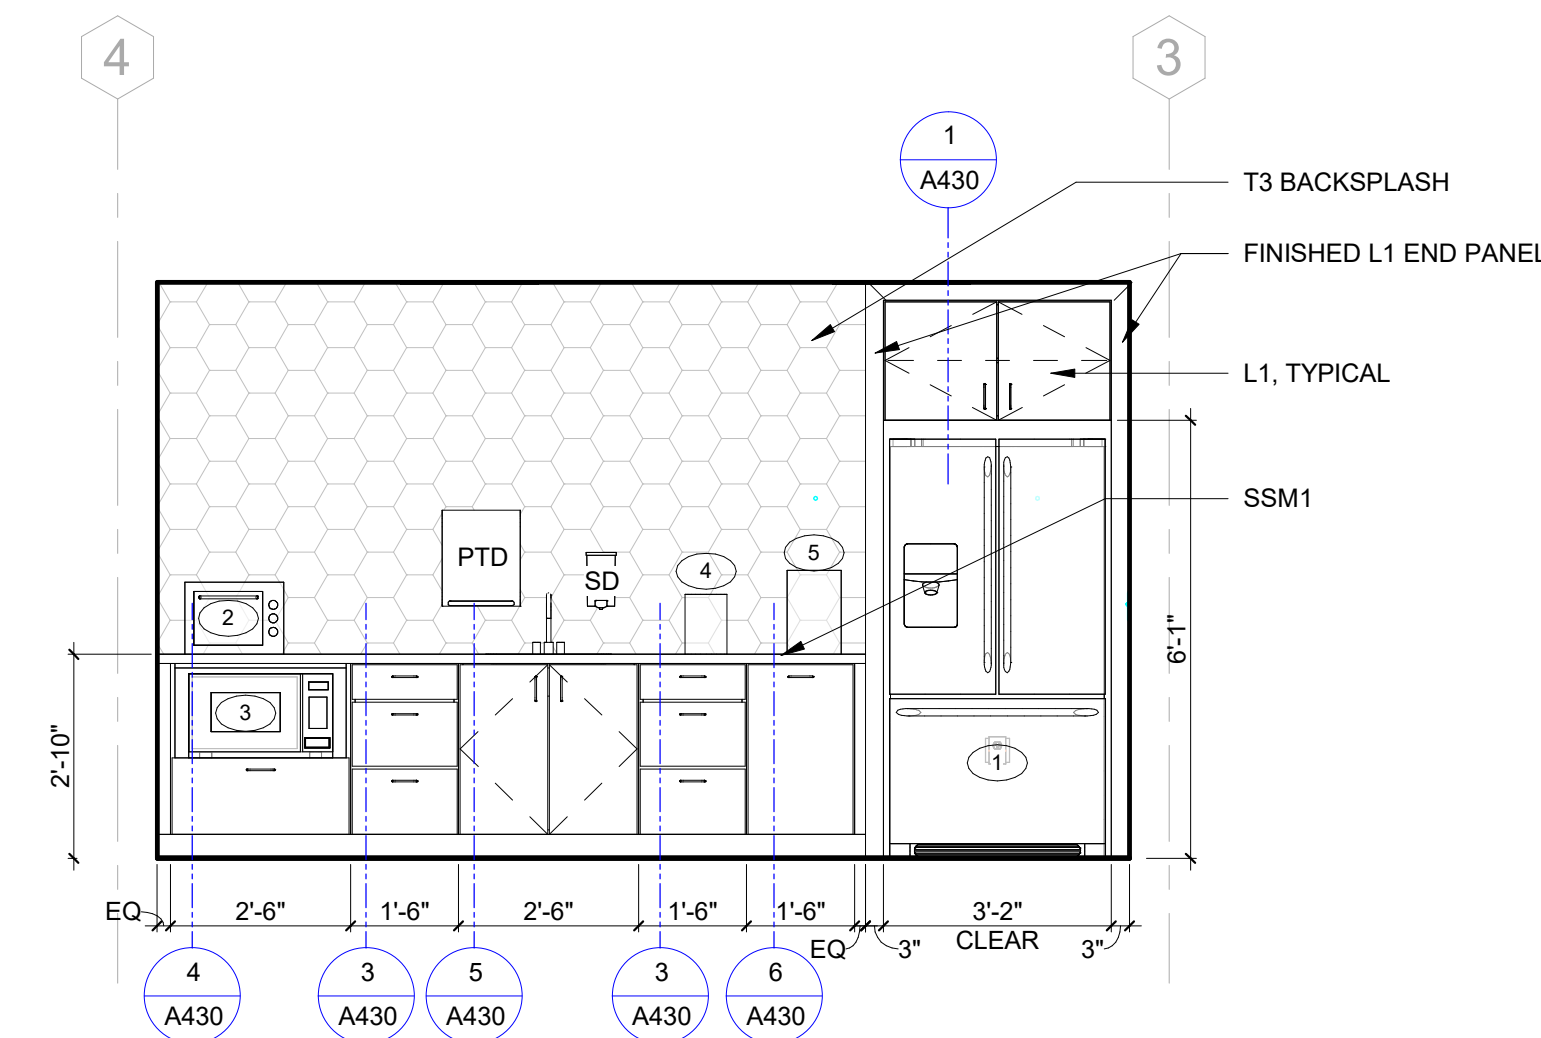 4
3
1
A430
T3 BACKSPLASH
FINISHED L1 END PANEL
L1, TYPICAL
SSM1
PTD
SD
5
4
2
3
1
6'-1"
2'-10"
EQ
2'-6"
1'-6"
2'-6"
1'-6"
1'-6"
EQ
3"
3'-2"
CLEAR
3"
4
A430
3
A430
5
A430
3
A430
6
A430